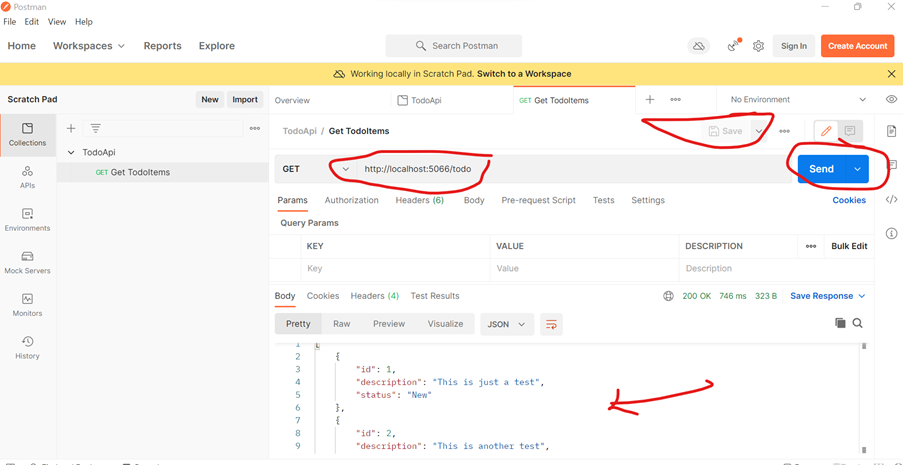 Postman
File Edit View Help
Home Workspaces Reports Explore Search Postman Sign In Create Account
Working locally in Scratch Pad. Switch to a Workspace
Scratch Pad New Import Overview TodoApi GET Get TodoItems No Environment
Collections
TodoApi
GET Get TodoItems
APIs
Environments
Mock Servers
Monitors
History
TodoApi / Get TodoItems Save
GET http://localhost:5066/todo Send
Params Authorization Headers (6) Body Pre-request Script Tests Settings Cookies
Query Params
KEY VALUE DESCRIPTION Bulk Edit
Key Value Description
Body Cookies Headers (4) Test Results 200 OK 746 ms 323 B Save Response
Pretty Raw Preview Visualize JSON
1 [
2 {
3 "id": 1,
4 "description": "This is just a test",
5 "status": "New"
6 },
7 {
8 "id": 2,
9 "description": "This is another test",